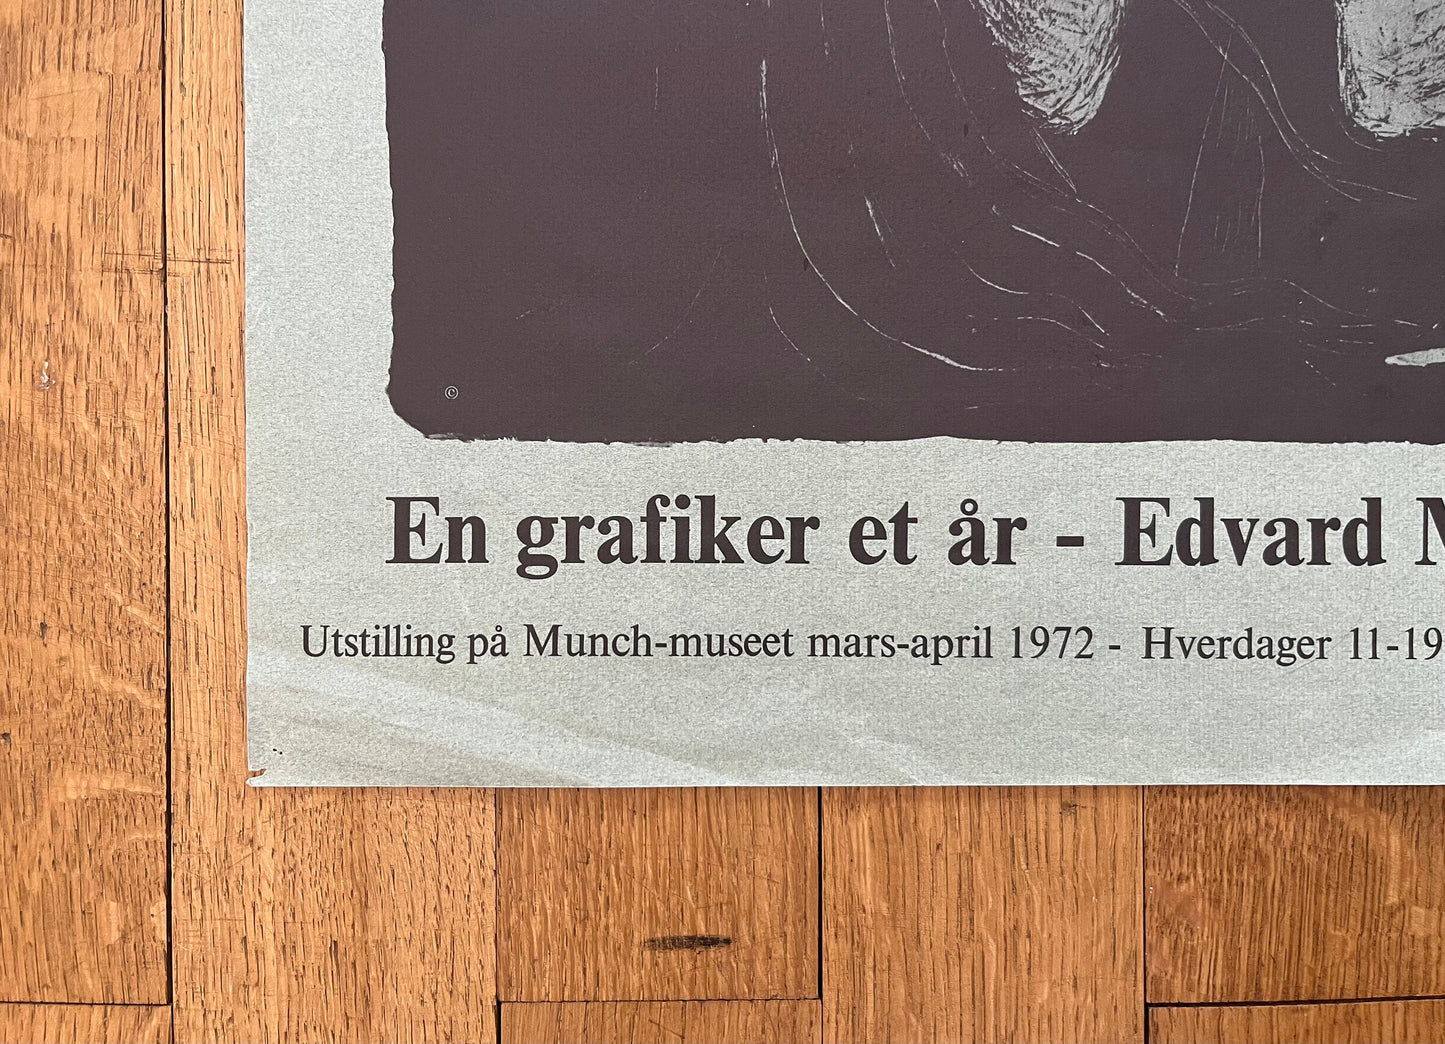 ©
En grafiker et år - Edvard
Utstilling på Munch-museet mars-april 1972 - Hverdager 11-19